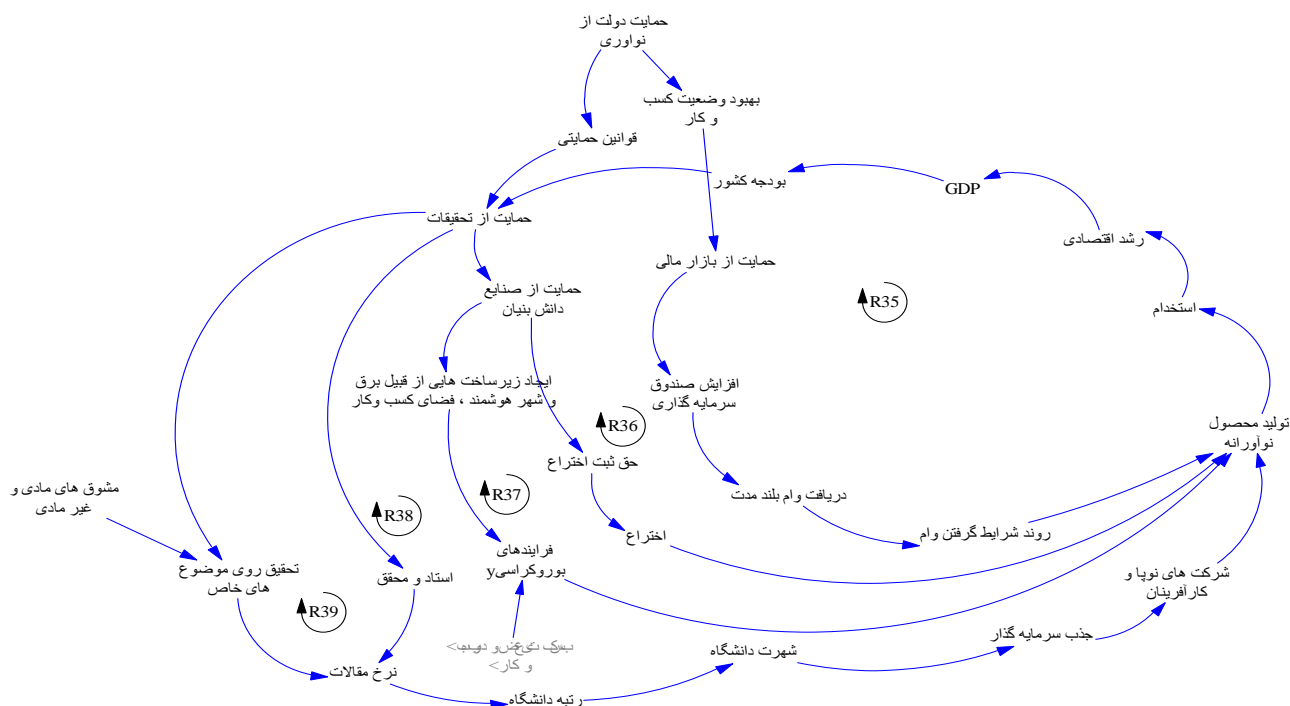 حمایت دولت از
نواوری
بهبود وضعیت کسب
و کار
قوانین حمایتی
بودجه کشور
GDP
حمایت از تحقیقات
رشد اقتصادی
حمایت از بازار مالی
حمایت از صنایع
دانش بنیان
R35
استخدام
ایجاد زیرساخت هایی از قبیل برق
و شهر هوشمند ، فضای کسب وکار
افزایش صندوق
سرمایه گذاری
R36
تولید محصول
نوآورانه
حق ثبت اختراع
مشوق های مادی و
غیر مادی
R37
دریافت وام بلند مدت
R38
اختراع
روند شرایط گرفتن وام
فرایندهای
بوروکراسیy
تحقیق روی موضوع
های خاص
استاد و محقق
شرکت های نوپا و
کارآفرینان
R39
و کار>
شهرت دانشگاه
جذب سرمایه گذار
نرخ مقالات
رتبه دانشگاه